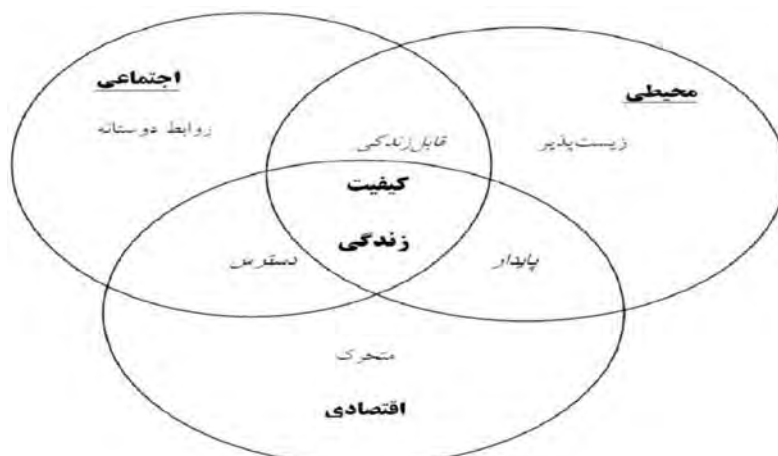 اجتماعی
محیطی
روابط دوستانه
قابل‌زندگی
زیست‌پذیر
کیفیت
زندگی
دسترس
پایدار
متحرک
اقتصادی